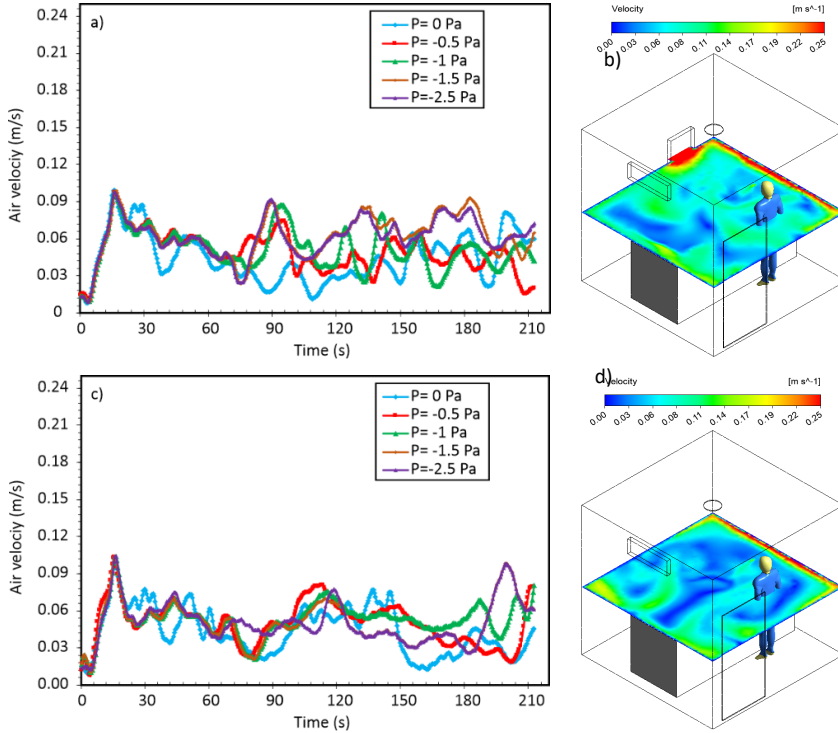 a)
0.24
0.21
0.18
0.15
0.12
0.09
0.06
0.03
0
Air velociy (m/s)
P= 0 Pa
P= -0.5 Pa
P= -1 Pa
P= -1.5 Pa
P=-2.5 Pa
0 30 60 90 120 150 180 210
Time (s)
Velocity [m s^-1]
0.00 0.03 0.06 0.08 0.11 0.14 0.17 0.19 0.22 0.25
b)
c)
0.24
0.21
0.18
0.15
0.12
0.09
0.06
0.03
0.00
Air velociy (m/s)
P= 0 Pa
P= -0.5 Pa
P= -1 Pa
P= -1.5 Pa
P=-2.5 Pa
0 30 60 90 120 150 180 210
Time (s)
d)
elocity [m s^-1]
0.00 0.03 0.06 0.08 0.11 0.14 0.17 0.19 0.22 0.25